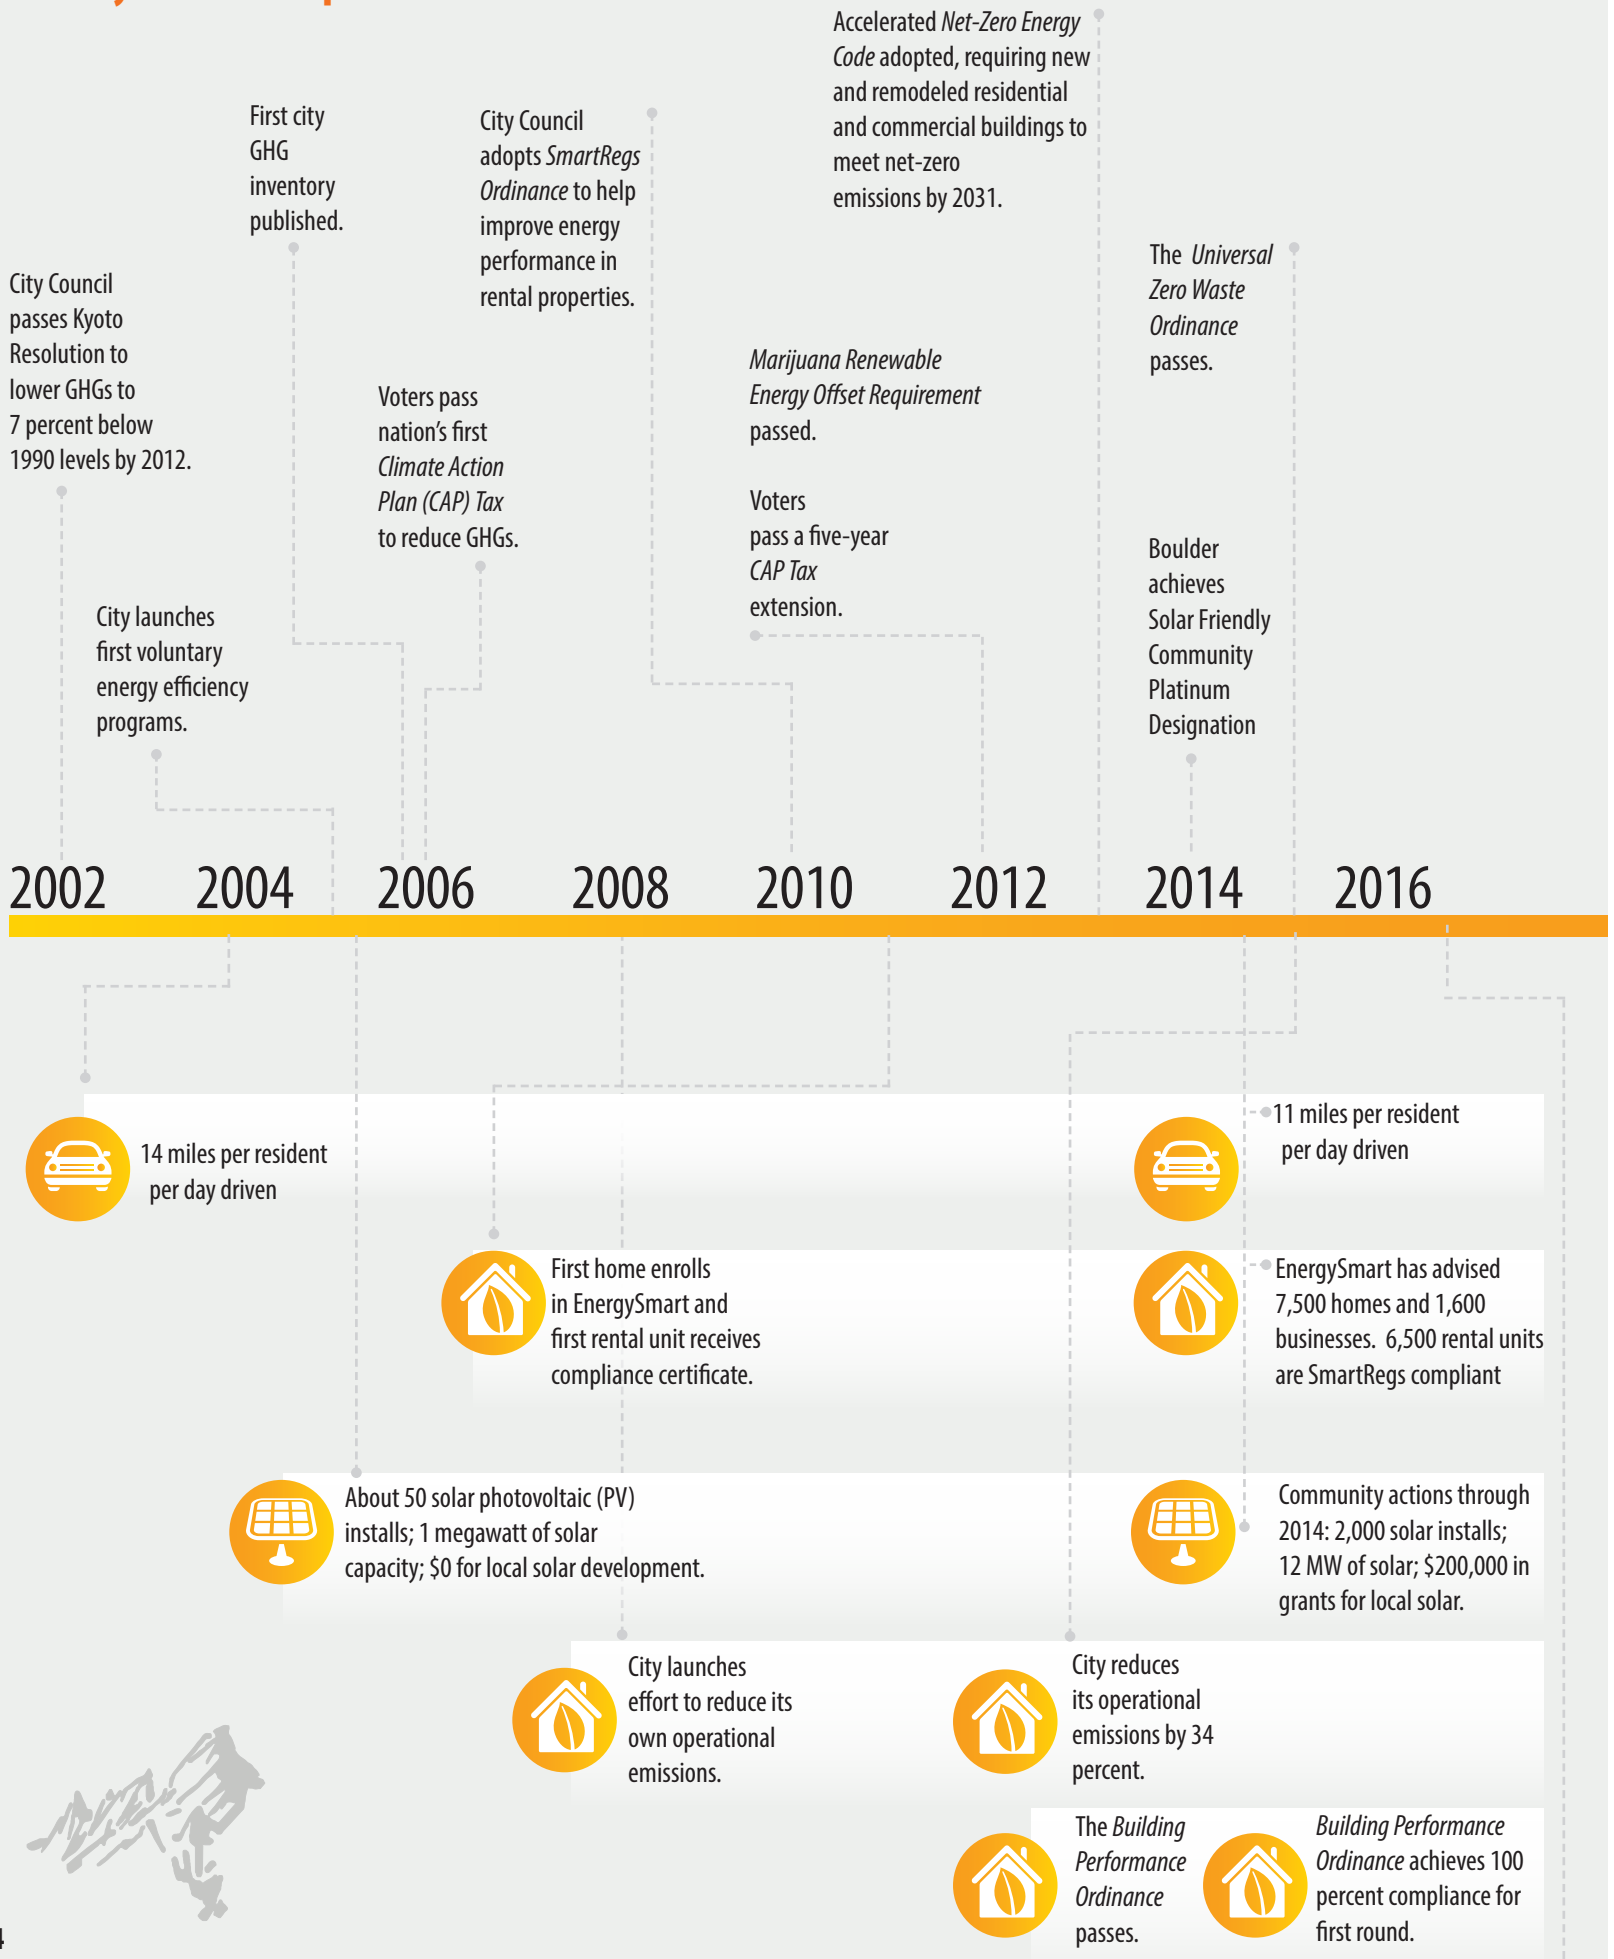 Accelerated Net-Zero Energy
Code adopted, requiring new
and remodeled residential
and commercial buildings to
meet net-zero
emissions by 2031.
First city
GHG
inventory
published.
City Council
adopts SmartRegs
Ordinance to help
improve energy
performance in
rental properties.
The Universal
Zero Waste
Ordinance
passes.
City Council
passes Kyoto
Resolution to
lower GHGs to
7 percent below
1990 levels by 2012.
Marijuana Renewable
Energy Offset Requirement
passed.
Voters pass
nation’s first
Climate Action
Plan (CAP) Tax
to reduce GHGs.
Voters
pass a five-year
CAP Tax
extension.
Boulder
achieves
Solar Friendly
Community
Platinum
Designation
City launches
first voluntary
energy efficiency
programs.
2002 2004 2006 2008 2010 2012 2014 2016
14 miles per resident
per day driven
11 miles per resident
per day driven
First home enrolls
in EnergySmart and
first rental unit receives
compliance certificate.
EnergySmart has advised
7,500 homes and 1,600
businesses. 6,500 rental units
are SmartRegs compliant
About 50 solar photovoltaic (PV)
installs; 1 megawatt of solar
capacity; $0 for local solar development.
Community actions through
2014: 2,000 solar installs;
12 MW of solar; $200,000 in
grants for local solar.
City launches
effort to reduce its
own operational
emissions.
City reduces
its operational
emissions by 34
percent.
The Building
Performance
Ordinance
passes.
Building Performance
Ordinance achieves 100
percent compliance for
first round.